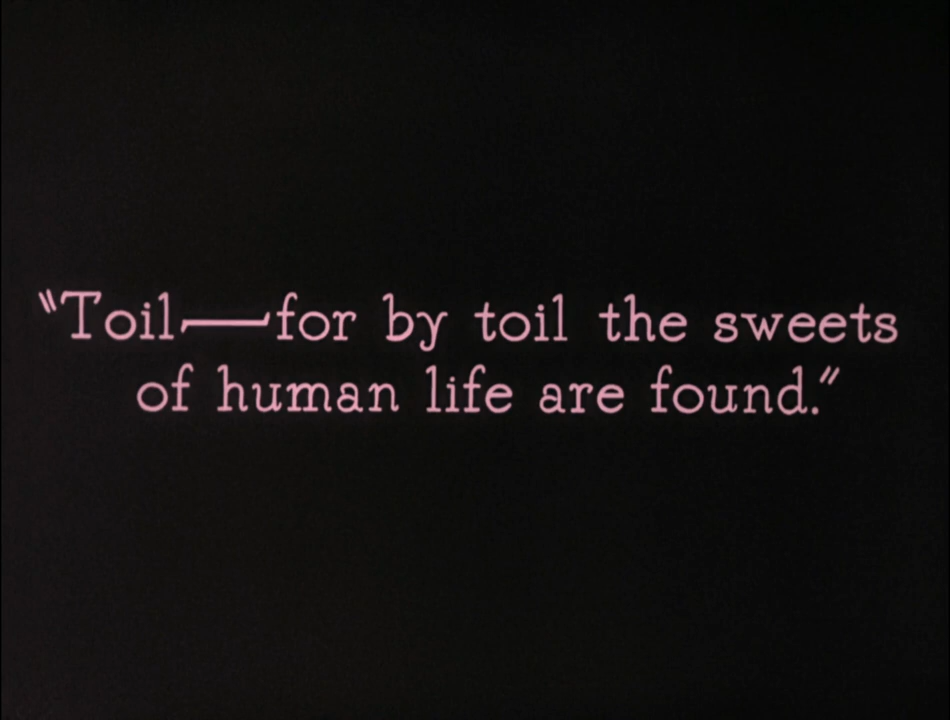 "Toil—for by toil the sweets
of human life are found."